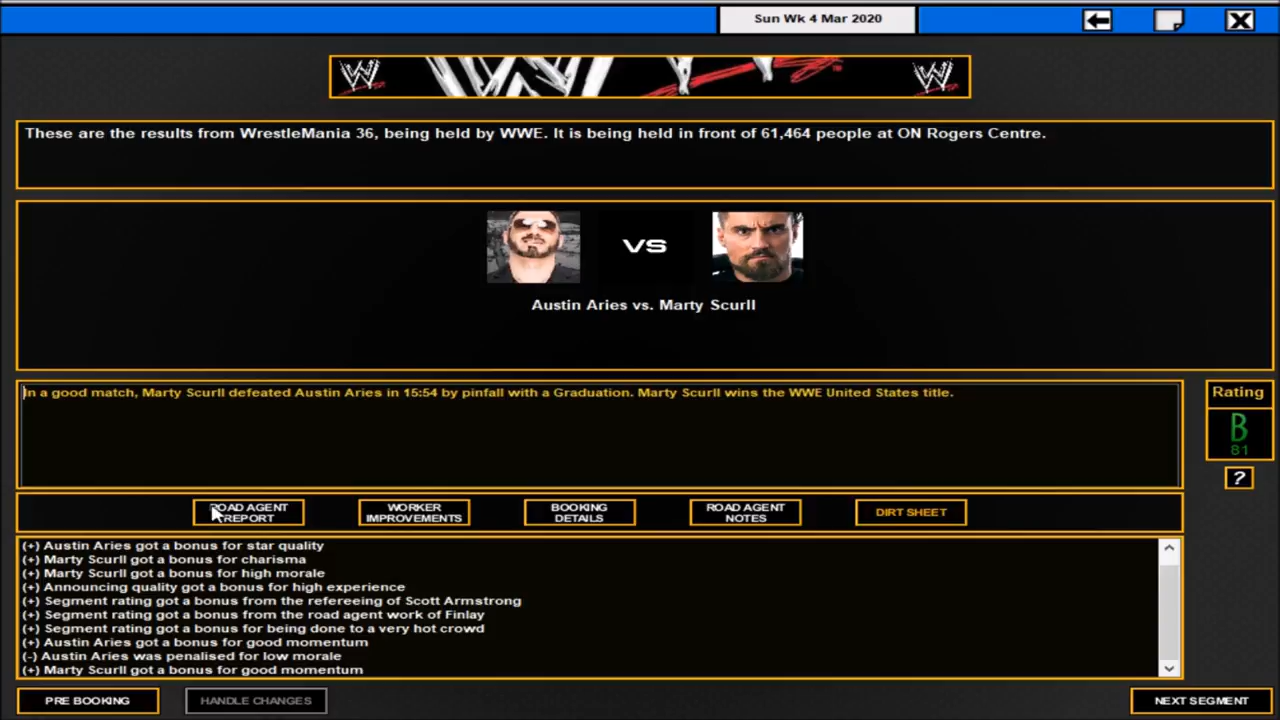 Sun Wk 4 Mar 2020
These are the results from WrestleMania 36, being held by WWE. It is being held in front of 61,464 people at ON Rogers Centre.
VS
Austin Aries vs. Marty Scurll
In a good match, Marty Scurll defeated Austin Aries in 15:54 by pinfall with a Graduation. Marty Scurll wins the WWE United States title.
Rating
B
81
?
ROAD AGENT
REPORT
WORKER
IMPROVEMENTS
BOOKING
DETAILS
ROAD AGENT
NOTES
DIRT SHEET
(+) Austin Aries got a bonus for star quality
(+) Marty Scurll got a bonus for charisma
(+) Marty Scurll got a bonus for high morale
(+) Announcing quality got a bonus for high experience
(+) Segment rating got a bonus from the refereeing of Scott Armstrong
(+) Segment rating got a bonus from the road agent work of Finlay
(+) Segment rating got a bonus for being done to a very hot crowd
(+) Austin Aries got a bonus for good momentum
(-) Austin Aries was penalised for low morale
(+) Marty Scurll got a bonus for good momentum
PRE BOOKING
HANDLE CHANGES
NEXT SEGMENT